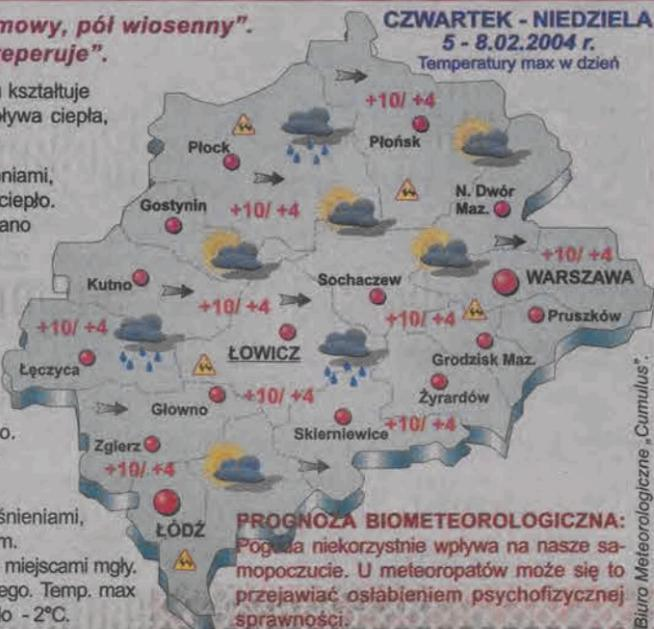 mowy, pół wiosenny”.
reperuje”.
kształtuje
pływa ciepła,
eniami,
ciepło.
ano
o.
śnieniami,
m.
miejscami mgły.
ego. Temp. max
do - 2°C.
CZWARTEK - NIEDZIELA
5 - 8.02.2004 r.
Temperatury max w dzień
+10/ +4
Płońsk
Płock
N. Dwór
Maz.
Gostynin
+10/ +4
+10/ +4
WARSZAWA
Kutno
Sochaczew
+10/ +4
Pruszków
+10/ +4
+10/ +4
Łęczyca
ŁOWICZ
Grodzisk Maz.
Głowno
+10/ +4
Żyrardów
Skierniewice
+10/ +4
Zgierz
+10/ +4
ŁÓDŹ
PROGNOZA BIOMETEOROLOGICZNA:
Pogoda niekorzystnie wpływa na nasze sa-
mopoczucie. U meteoropatów może się to
przejawiać osłabieniem psychofizycznej
sprawności.
Biuro Meteorologiczne „Cumulus”.